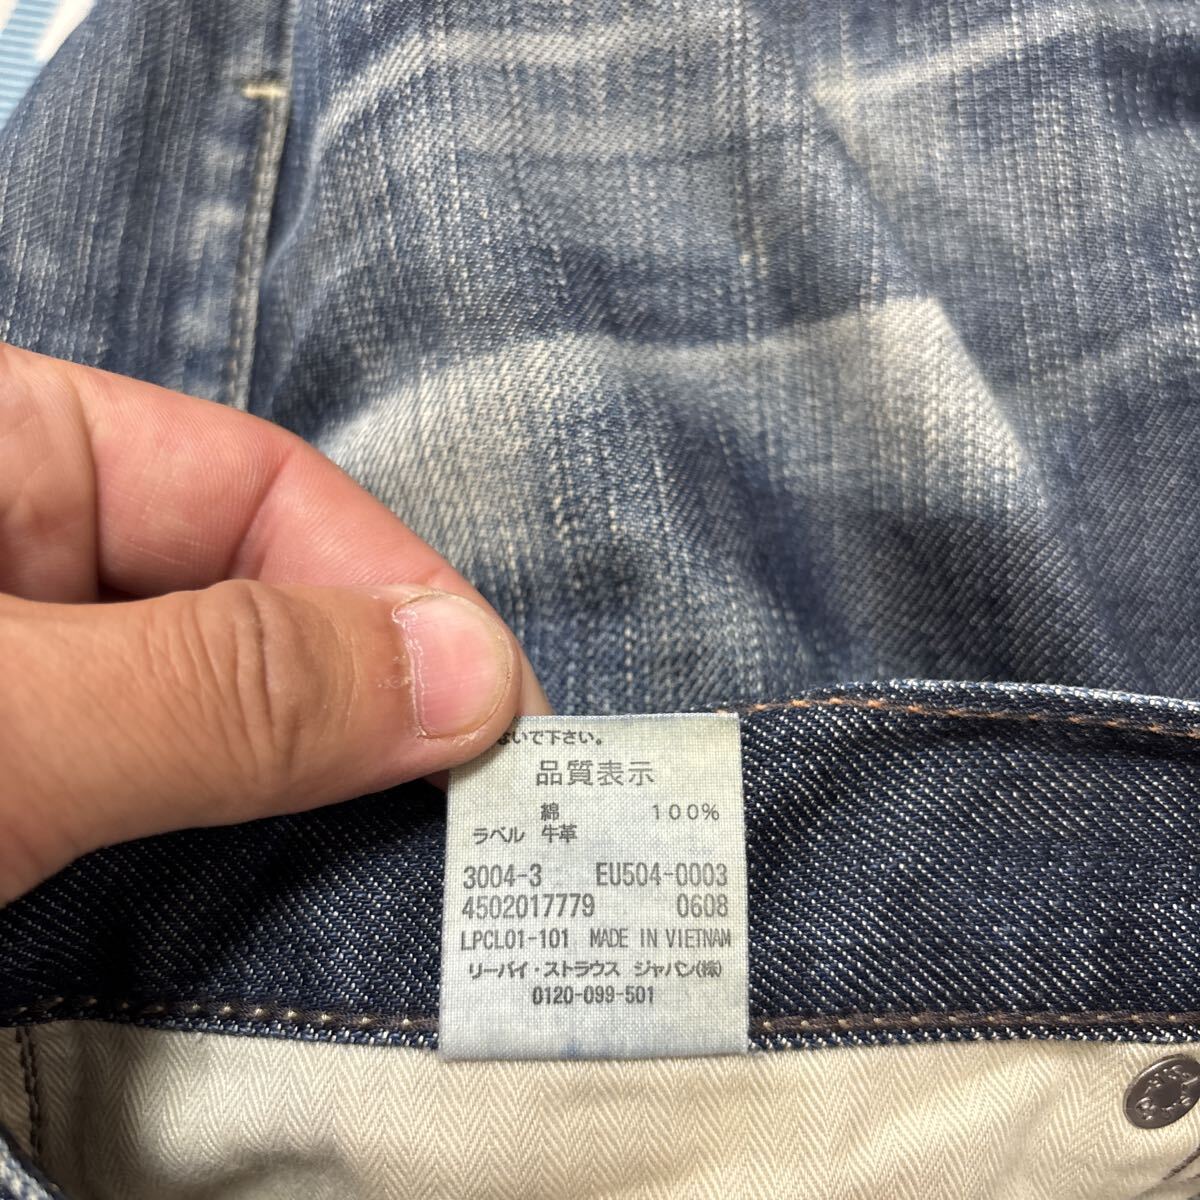 ないで下さい。
品質表示
綿 100%
ラベル 牛革
3004-3 EU504-0003
4502017779 0608
LPCL01-101 MADE IN VIETNAM
リーバイ・ストラウス ジャパン(株)
0120-099-501